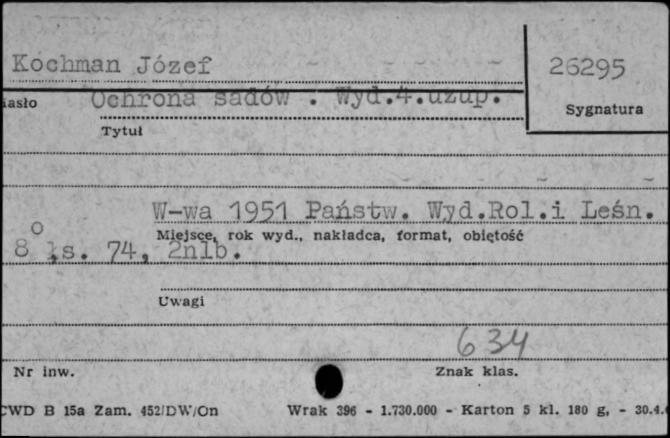 Kochman Józef 26295
iasło Ochrona sadów . Wyd.4.uzup. Sygnatura
Tytuł
W-wa 1951 Państw. Wyd.Rol.i Leśn.
Miejsce, rok wyd., nakładca, format, objętość
8° ,s. 74, 2nlb.
Uwagi
634
Nr inw. Znak klas.
CWD B 15a Zam. 452/DW/On Wrak 396 - 1.730.000 - Karton 5 kl. 180 g, - 30.4.